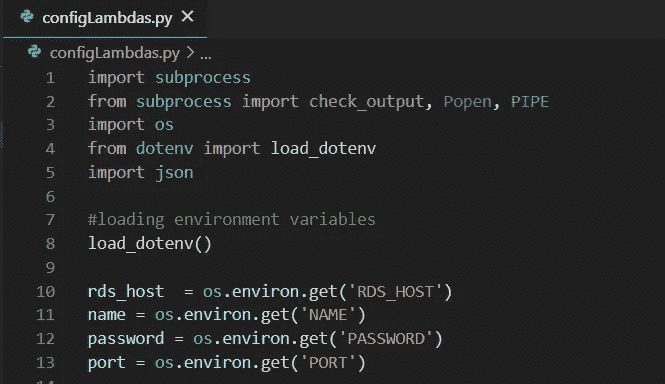 configLambdas.py ×
configLambdas.py > ...
1 import subprocess
2 from subprocess import check_output, Popen, PIPE
3 import os
4 from dotenv import load_dotenv
5 import json
6
7 #loading environment variables
8 load_dotenv()
9
10 rds_host  = os.environ.get('RDS_HOST')
11 name = os.environ.get('NAME')
12 password = os.environ.get('PASSWORD')
13 port = os.environ.get('PORT')